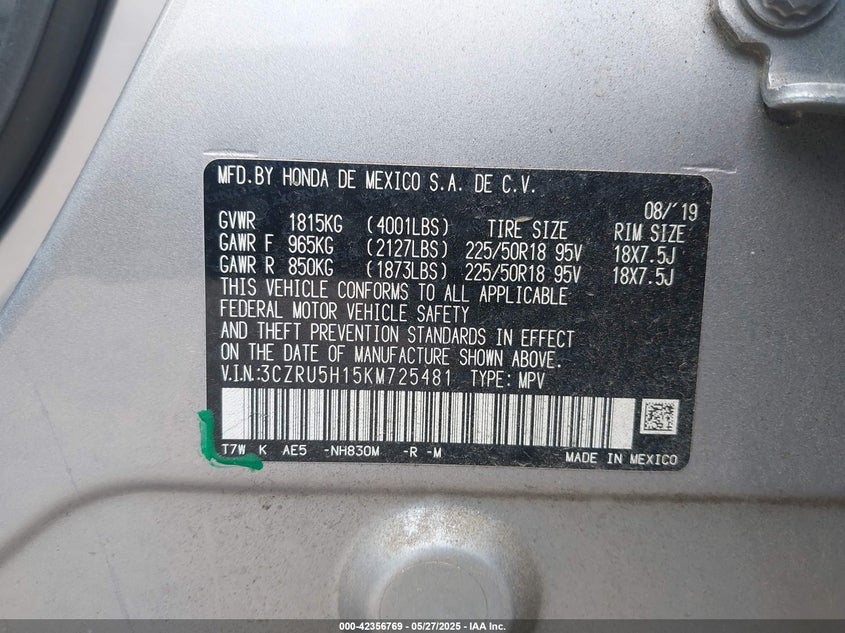 MFD.BY HONDA DE MEXICO S.A. DE C.V.
08/'19
GVWR 1815KG (4001LBS) TIRE SIZE RIM SIZE
GAWR F 965KG (2127LBS) 225/50R18 95V 18X7.5J
GAWR R 850KG (1873LBS) 225/50R18 95V 18X7.5J
THIS VEHICLE CONFORMS TO ALL APPLICABLE
FEDERAL MOTOR VEHICLE SAFETY
AND THEFT PREVENTION STANDARDS IN EFFECT
ON THE DATE OF MANUFACTURE SHOWN ABOVE.
V.I.N:3CZRU5H15KM725481 TYPE: MPV
T7W K AE5 -NH830M -R -M MADE IN MEXICO
000-42356769 — 05/27/2025 — IAA Inc.